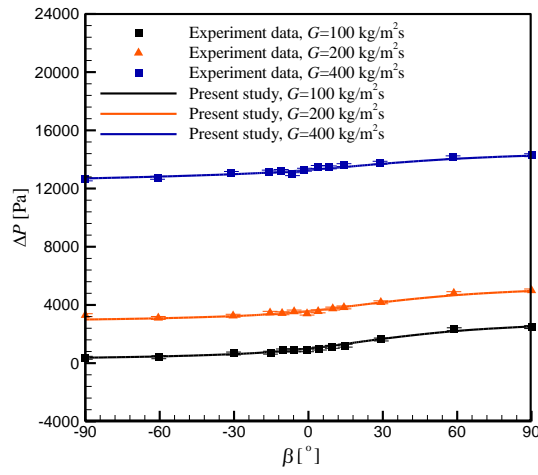 24000
20000
16000
12000
8000
4000
0
-4000
ΔP [Pa]
Experiment data, G=100 kg/m²s
Experiment data, G=200 kg/m²s
Experiment data, G=400 kg/m²s
Present study, G=100 kg/m²s
Present study, G=200 kg/m²s
Present study, G=400 kg/m²s
-90 -60 -30 0 30 60 90
β [°]